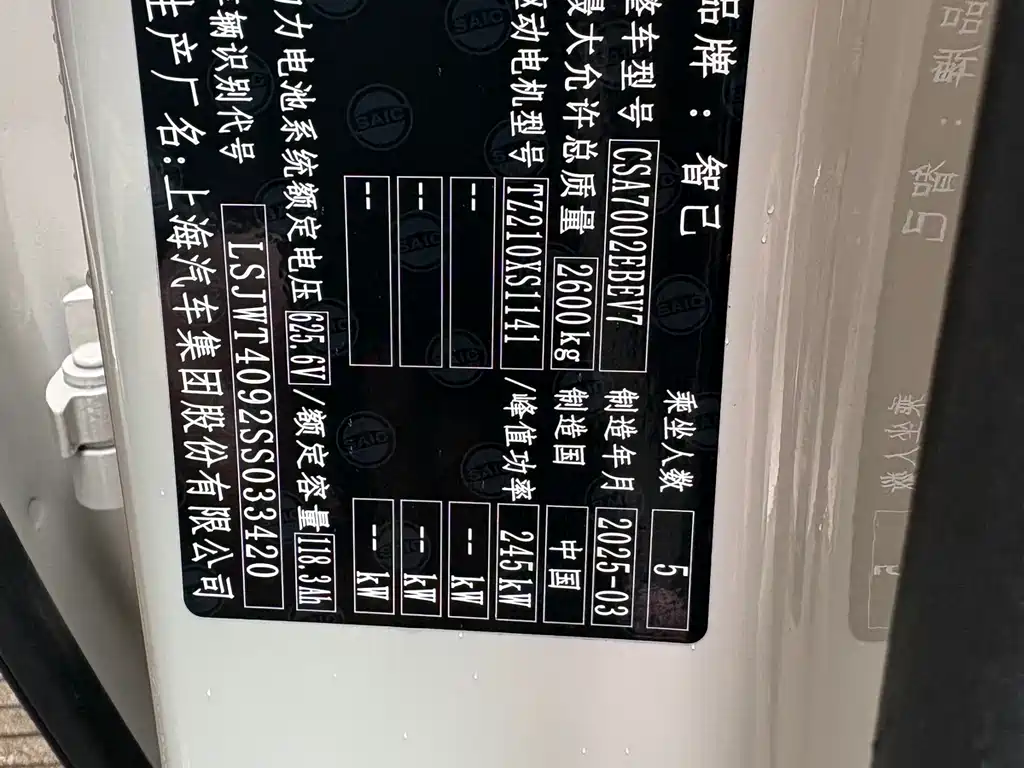 品牌：智己
乘坐人数 5
整车型号 CSA7002EBEV7 制造年月 2025-03
最大允许总质量 2600kg 制造国 中国
驱动电机型号 TZ210XS1141 /峰值功率 245kW
-- -- kW
-- -- kW
-- -- kW
动力电池系统额定电压 625.6V /额定容量 118.3Ah
车辆识别代号 LSJWT4092SS033420
生产厂名：上海汽车集团股份有限公司
SAIC
SAIC
SAIC
SAIC
SAIC